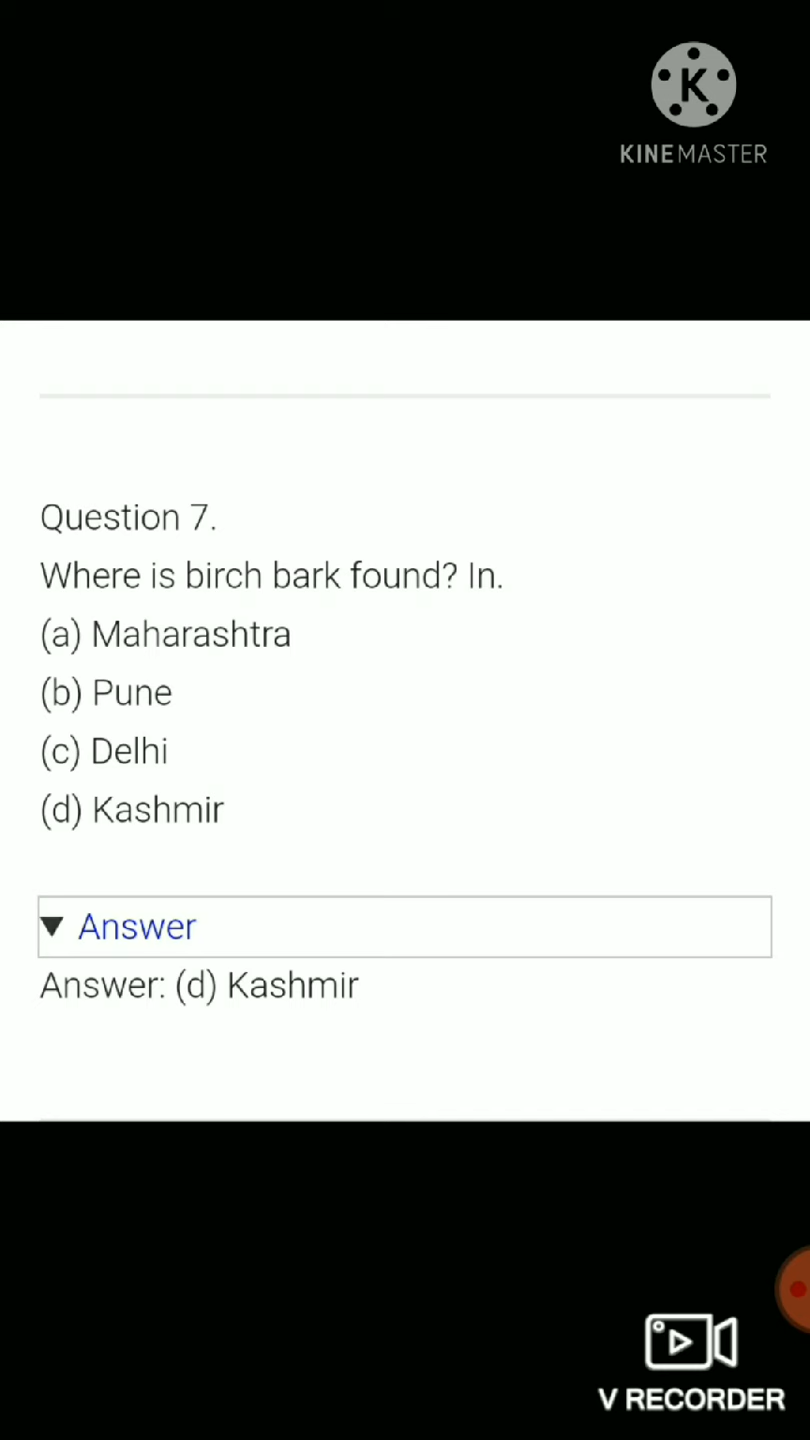 K
KINEMASTER
Question 7.
Where is birch bark found? In.
(a) Maharashtra
(b) Pune
(c) Delhi
(d) Kashmir
Answer
Answer: (d) Kashmir
V RECORDER